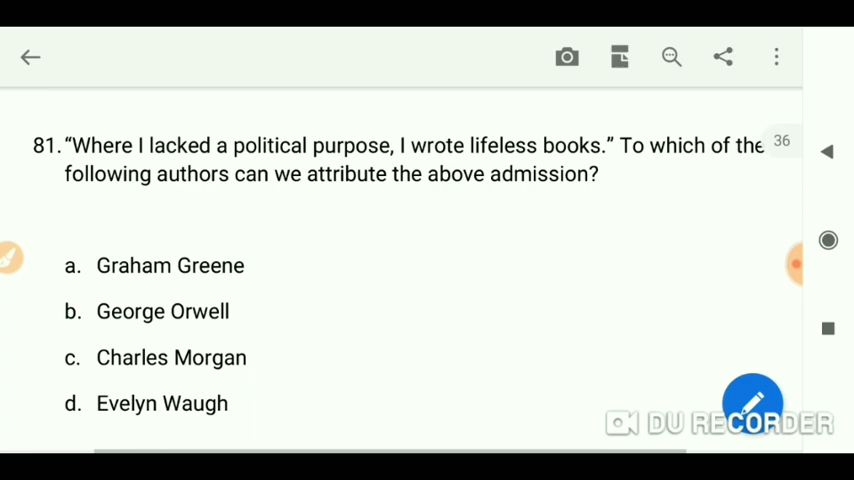 81. “Where I lacked a political purpose, I wrote lifeless books.” To which of the
36
following authors can we attribute the above admission?
a. Graham Greene
b. George Orwell
c. Charles Morgan
d. Evelyn Waugh
DU RECORDER